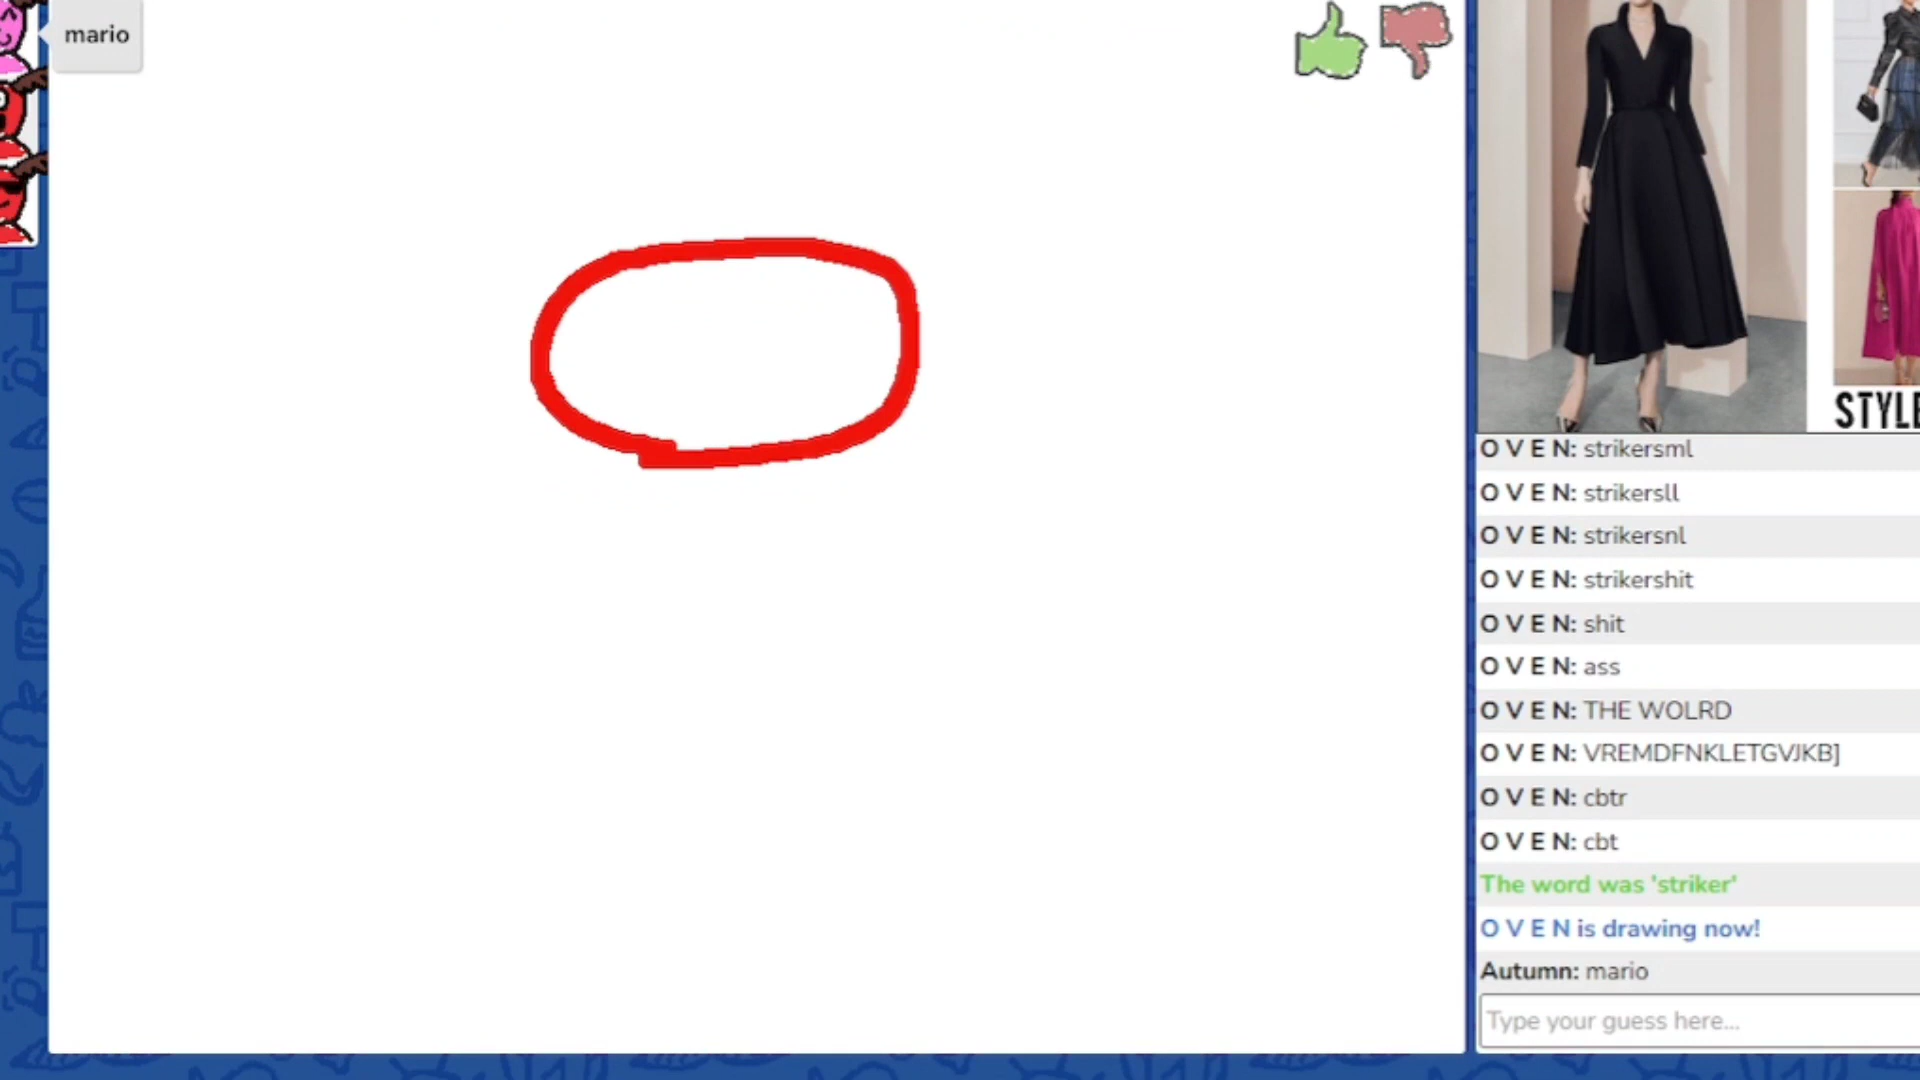 mario
STYLE
O V E N: strikersml
O V E N: strikersll
O V E N: strikersnl
O V E N: strikershit
O V E N: shit
O V E N: ass
O V E N: THE WOLRD
O V E N: VREMDFNKLETGVJKB]
O V E N: cbtr
O V E N: cbt
The word was 'striker'
O V E N is drawing now!
Autumn: mario
Type your guess here...